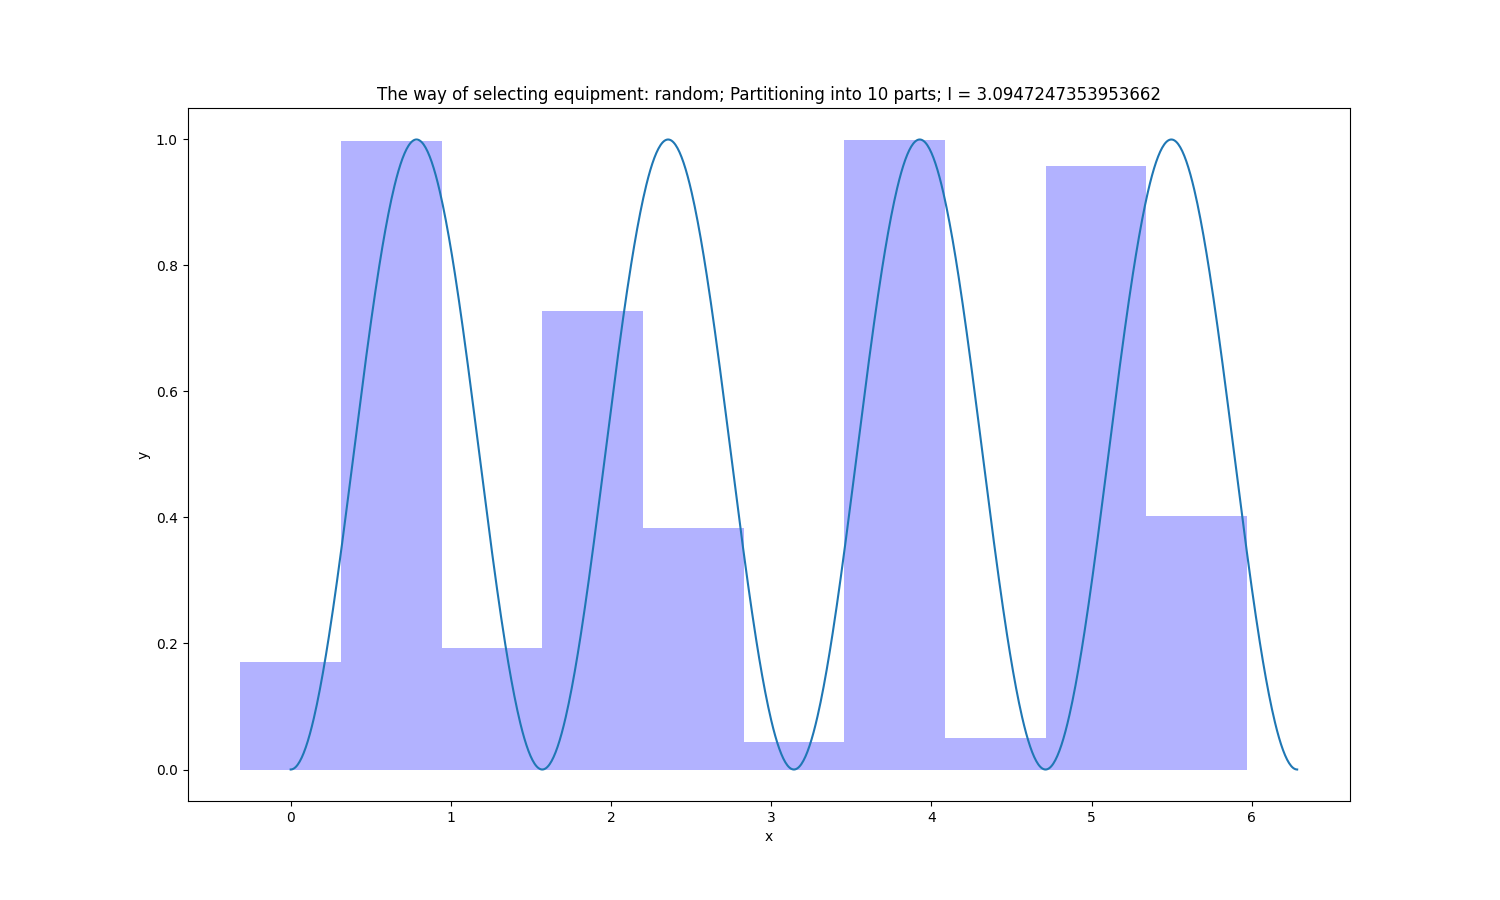 The way of selecting equipment: random; Partitioning into 10 parts; I = 3.0947247353953662
1.0
0.8
0.6
0.4
0.2
0.0
y
0 1 2 3 4 5 6
x